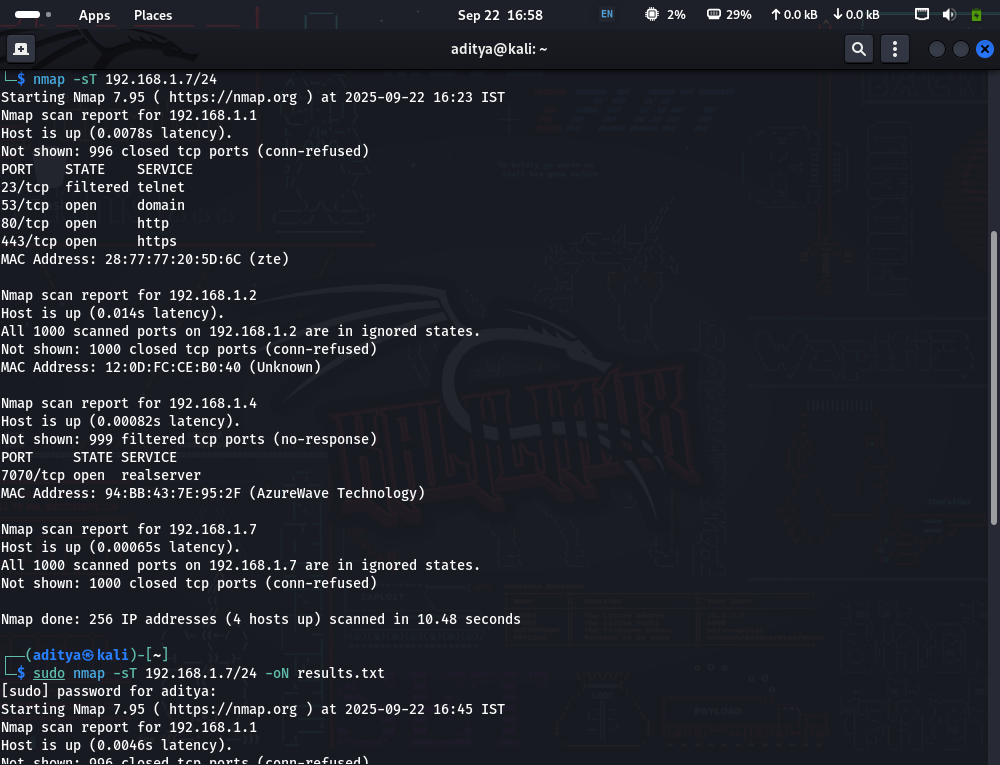 Apps Places Sep 22 16:58 EN 2% 29% ↑ 0.0 kB ↓ 0.0 kB
aditya@kali: ~
└─$ nmap -sT 192.168.1.7/24
Starting Nmap 7.95 ( https://nmap.org ) at 2025-09-22 16:23 IST
Nmap scan report for 192.168.1.1
Host is up (0.0078s latency).
Not shown: 996 closed tcp ports (conn-refused)
PORT    STATE    SERVICE
23/tcp  filtered telnet
53/tcp  open     domain
80/tcp  open     http
443/tcp open     https
MAC Address: 28:77:77:20:5D:6C (zte)
Nmap scan report for 192.168.1.2
Host is up (0.014s latency).
All 1000 scanned ports on 192.168.1.2 are in ignored states.
Not shown: 1000 closed tcp ports (conn-refused)
MAC Address: 12:0D:FC:CE:B0:40 (Unknown)
Nmap scan report for 192.168.1.4
Host is up (0.00082s latency).
Not shown: 999 filtered tcp ports (no-response)
PORT     STATE SERVICE
7070/tcp open  realserver
MAC Address: 94:BB:43:7E:95:2F (AzureWave Technology)
Nmap scan report for 192.168.1.7
Host is up (0.00065s latency).
All 1000 scanned ports on 192.168.1.7 are in ignored states.
Not shown: 1000 closed tcp ports (conn-refused)
Nmap done: 256 IP addresses (4 hosts up) scanned in 10.48 seconds
┌──(aditya㉿kali)-[~]
└─$ sudo nmap -sT 192.168.1.7/24 -oN results.txt
[sudo] password for aditya:
Starting Nmap 7.95 ( https://nmap.org ) at 2025-09-22 16:45 IST
Nmap scan report for 192.168.1.1
Host is up (0.0046s latency).
Not shown: 996 closed tcp ports (conn-refused)
KALI LINUX
EXPLOIT
PAYLOAD